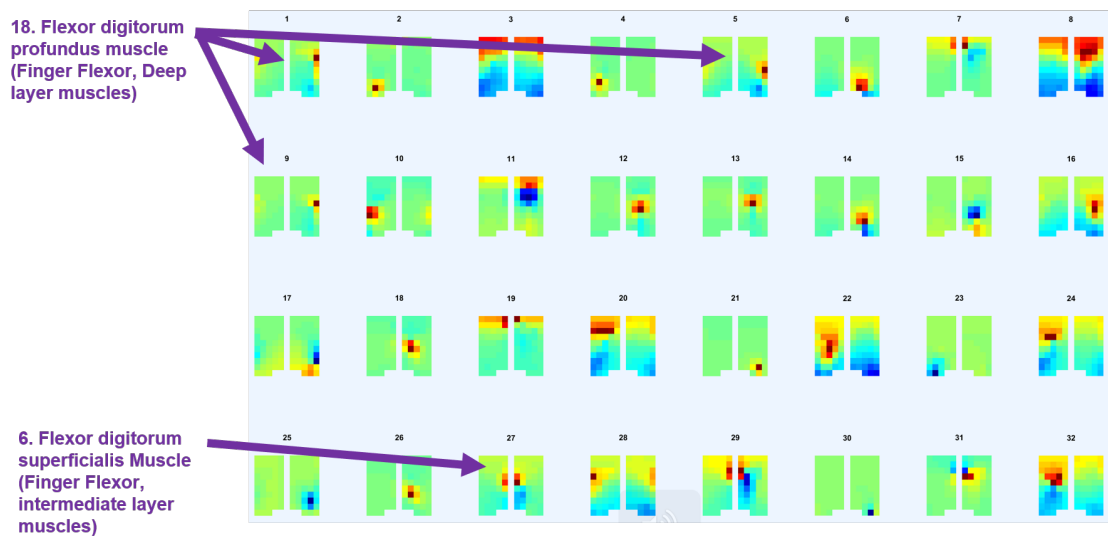 18. Flexor digitorum
profundus muscle
(Finger Flexor, Deep
layer muscles)
1 2 3 4 5 6 7 8
9 10 11 12 13 14 15 16
17 18 19 20 21 22 23 24
6. Flexor digitorum
superficialis Muscle
(Finger Flexor,
intermediate layer
muscles)
25 26 27 28 29 30 31 32